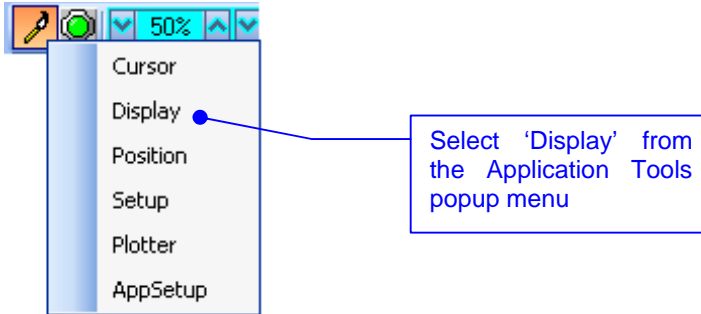 50%
Cursor
Display
Position
Setup
Plotter
AppSetup
Select ‘Display’ from
the Application Tools
popup menu